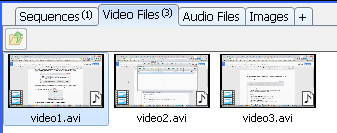 Sequences (1) Video Files (3) Audio Files Images +
video1.avi video2.avi video3.avi